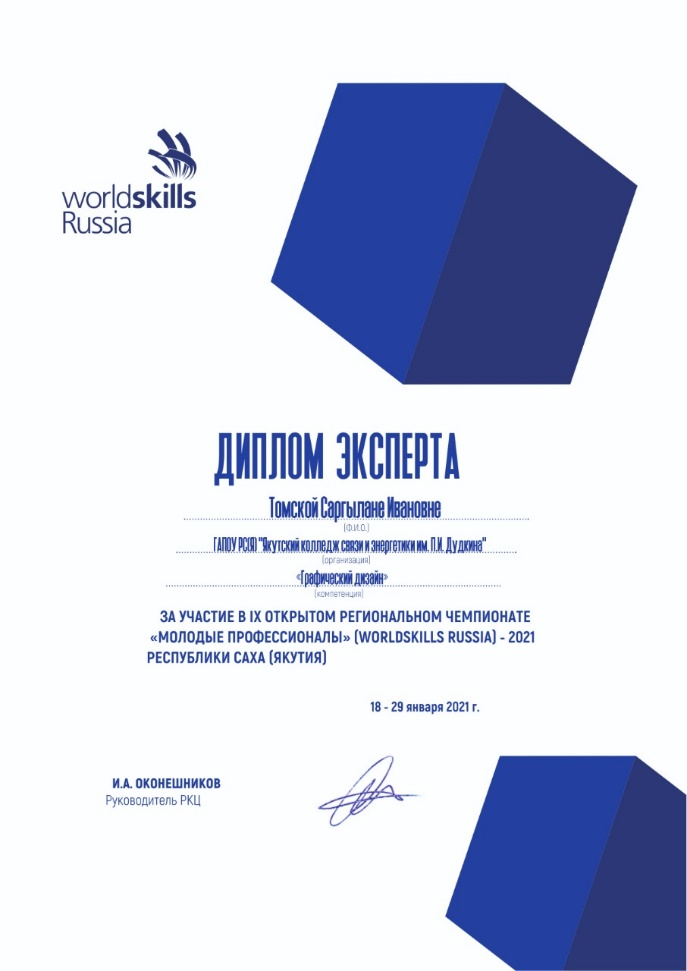 worldskills
Russia
ДИПЛОМ ЭКСПЕРТА
Томской Саргылане Ивановне
(Ф.И.О.)
ГАПОУ РС(Я) "Якутский колледж связи и энергетики им. П.И. Дудкина"
(организация)
«Графический дизайн»
(компетенция)
ЗА УЧАСТИЕ В IX ОТКРЫТОМ РЕГИОНАЛЬНОМ ЧЕМПИОНАТЕ
«МОЛОДЫЕ ПРОФЕССИОНАЛЫ» (WORLDSKILLS RUSSIA) - 2021
РЕСПУБЛИКИ САХА (ЯКУТИЯ)
18 - 29 января 2021 г.
И.А. ОКОНЕШНИКОВ
Руководитель РКЦ